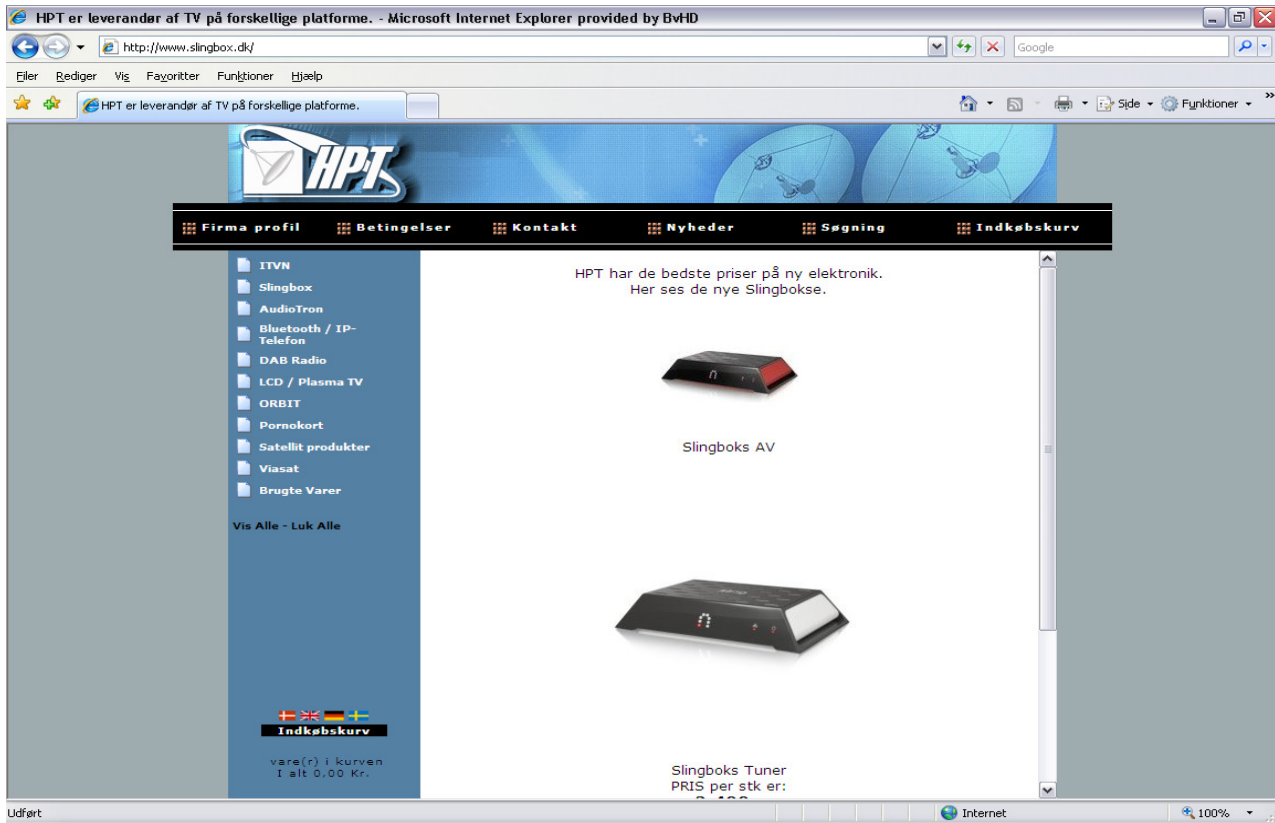 HPT er leverandør af TV på forskellige platforme. - Microsoft Internet Explorer provided by BvHD
http://www.slingbox.dk/
Google
Filer Rediger Vis Favoritter Funktioner Hjælp
HPT er leverandør af TV på forskellige platforme.
Side Funktioner
HPT
Firma profil Betingelser Kontakt Nyheder Søgning Indkøbskurv
ITVN
Slingbox
AudioTron
Bluetooth / IP-
Telefon
DAB Radio
LCD / Plasma TV
ORBIT
Pornokort
Satellit produkter
Viasat
Brugte Varer
Vis Alle - Luk Alle
Indkøbskurv
vare(r) i kurven
I alt 0,00 Kr.
HPT har de bedste priser på ny elektronik.
Her ses de nye Slingbokse.
Slingboks AV
Slingboks Tuner
PRIS per stk er:
Udført
Internet
100%